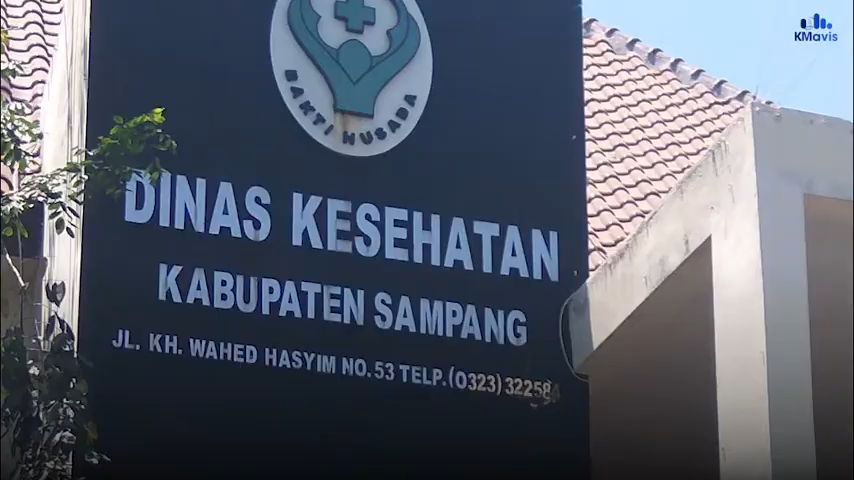 KMavis
BAKTI HUSADA
DINAS KESEHATAN
KABUPATEN SAMPANG
JL. KH. WAHED HASYIM NO.53 TELP.(0323) 32258